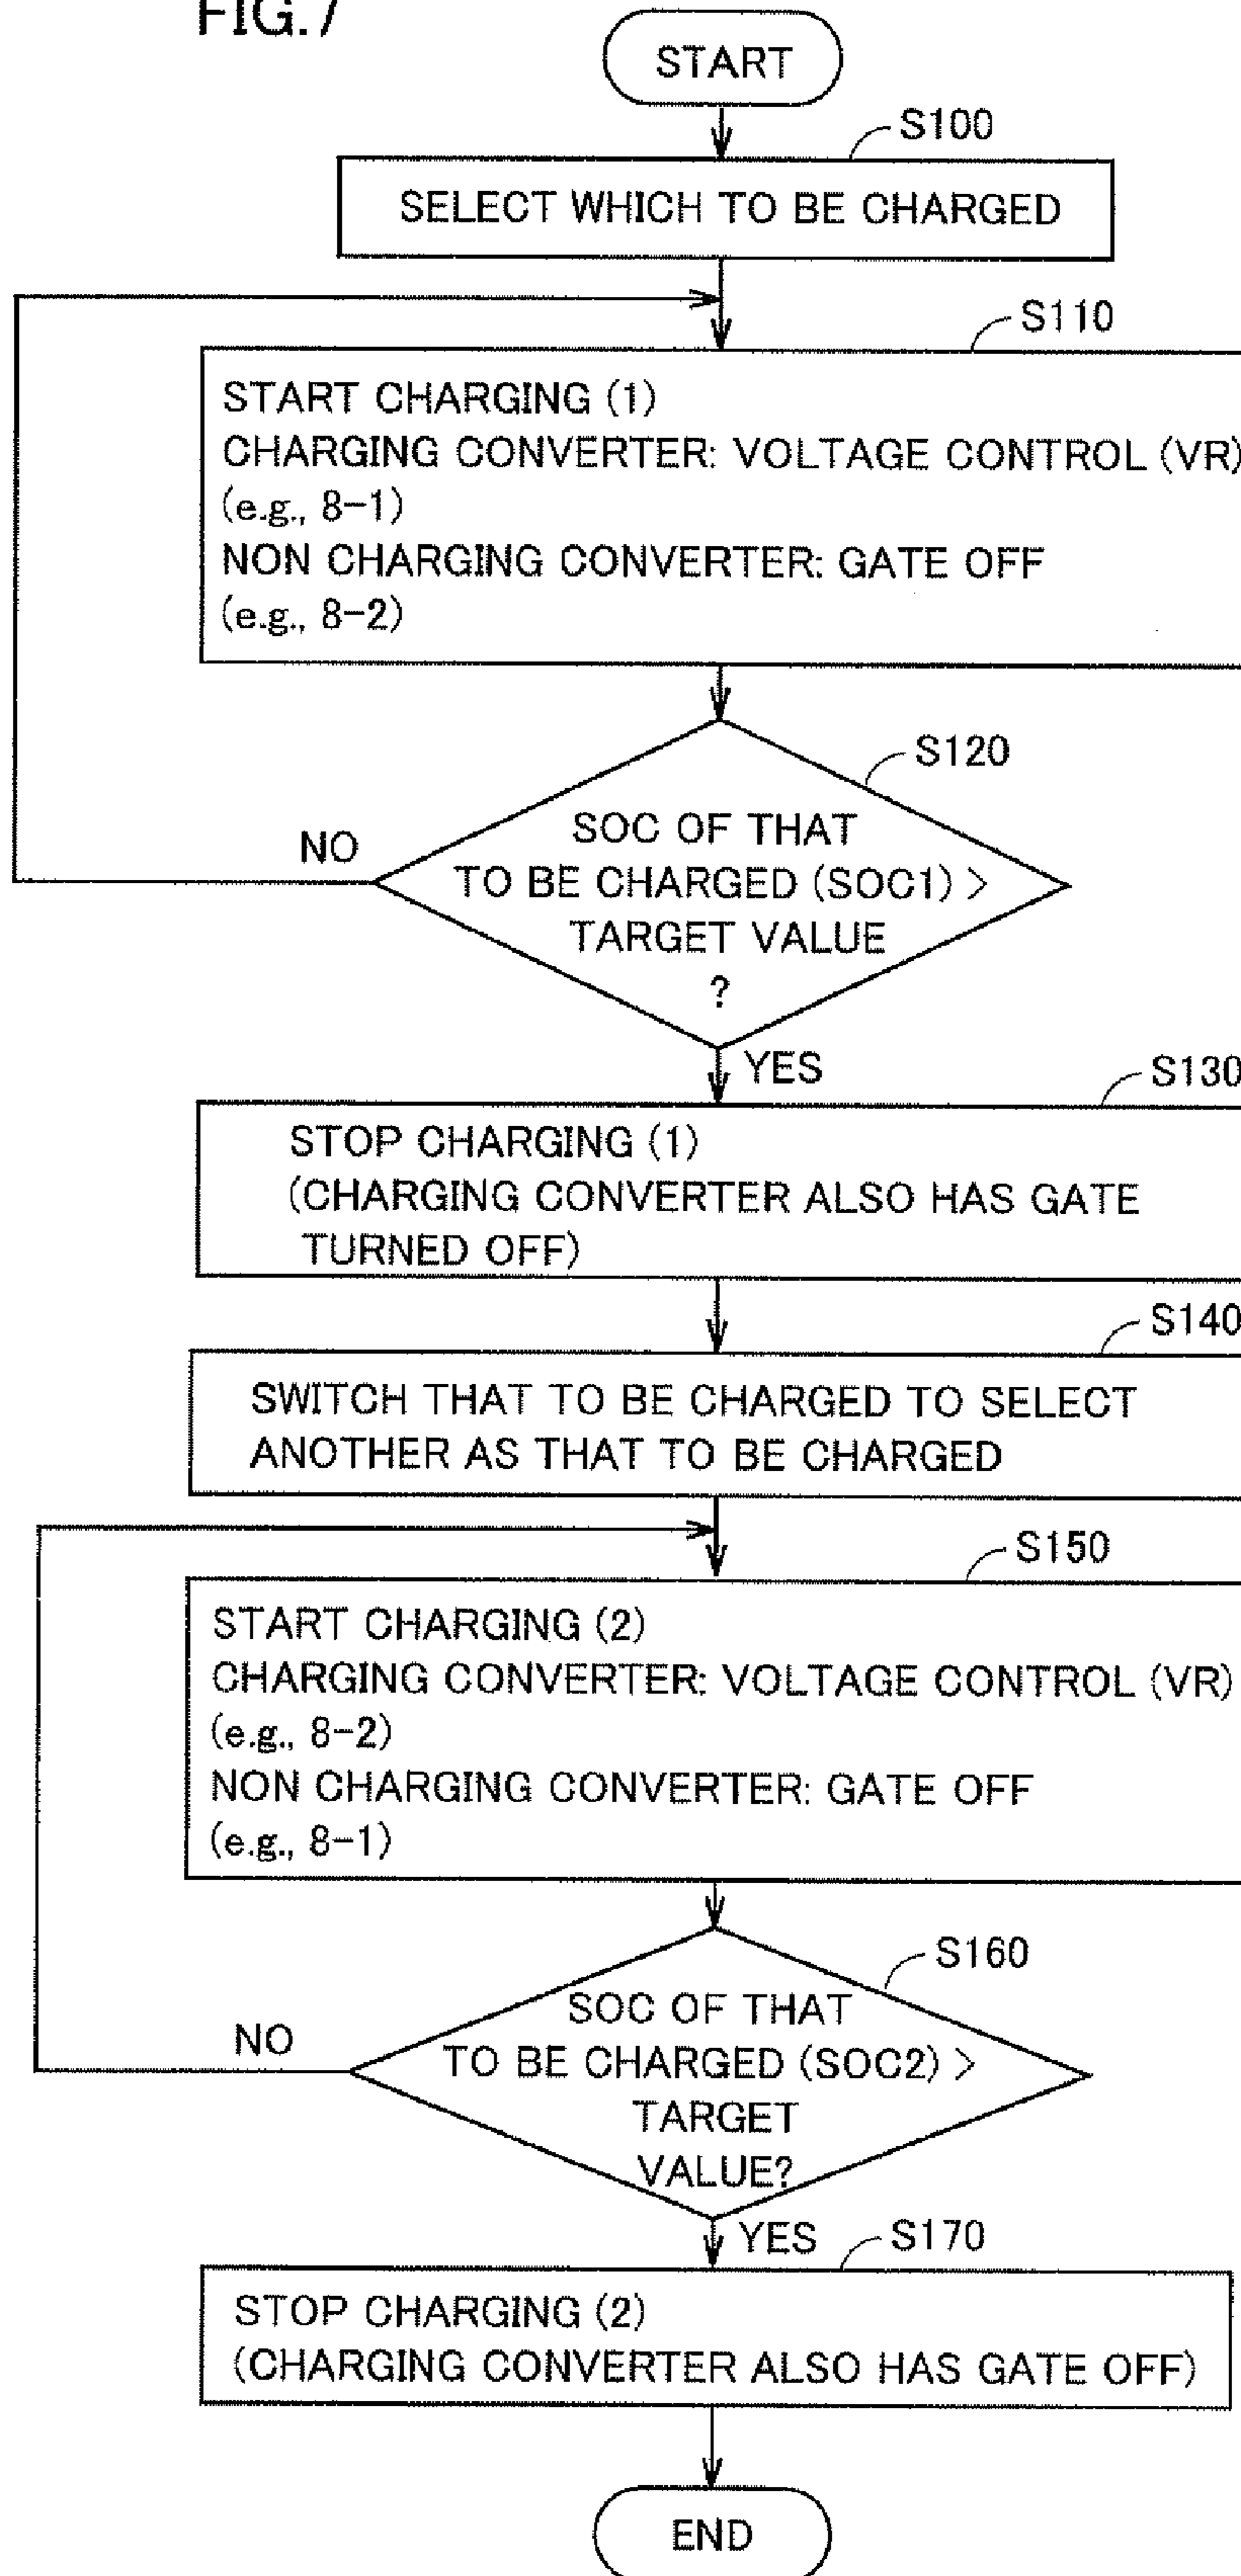 FIG.7
START
S100
SELECT WHICH TO BE CHARGED
S110
START CHARGING (1)
CHARGING CONVERTER: VOLTAGE CONTROL (VR)
(e.g., 8-1)
NON CHARGING CONVERTER: GATE OFF
(e.g., 8-2)
S120
SOC OF THAT
TO BE CHARGED (SOC1) >
TARGET VALUE
?
NO
YES
S130
STOP CHARGING (1)
(CHARGING CONVERTER ALSO HAS GATE
TURNED OFF)
S140
SWITCH THAT TO BE CHARGED TO SELECT
ANOTHER AS THAT TO BE CHARGED
S150
START CHARGING (2)
CHARGING CONVERTER: VOLTAGE CONTROL (VR)
(e.g., 8-2)
NON CHARGING CONVERTER: GATE OFF
(e.g., 8-1)
S160
SOC OF THAT
TO BE CHARGED (SOC2) >
TARGET
VALUE?
NO
YES
S170
STOP CHARGING (2)
(CHARGING CONVERTER ALSO HAS GATE OFF)
END